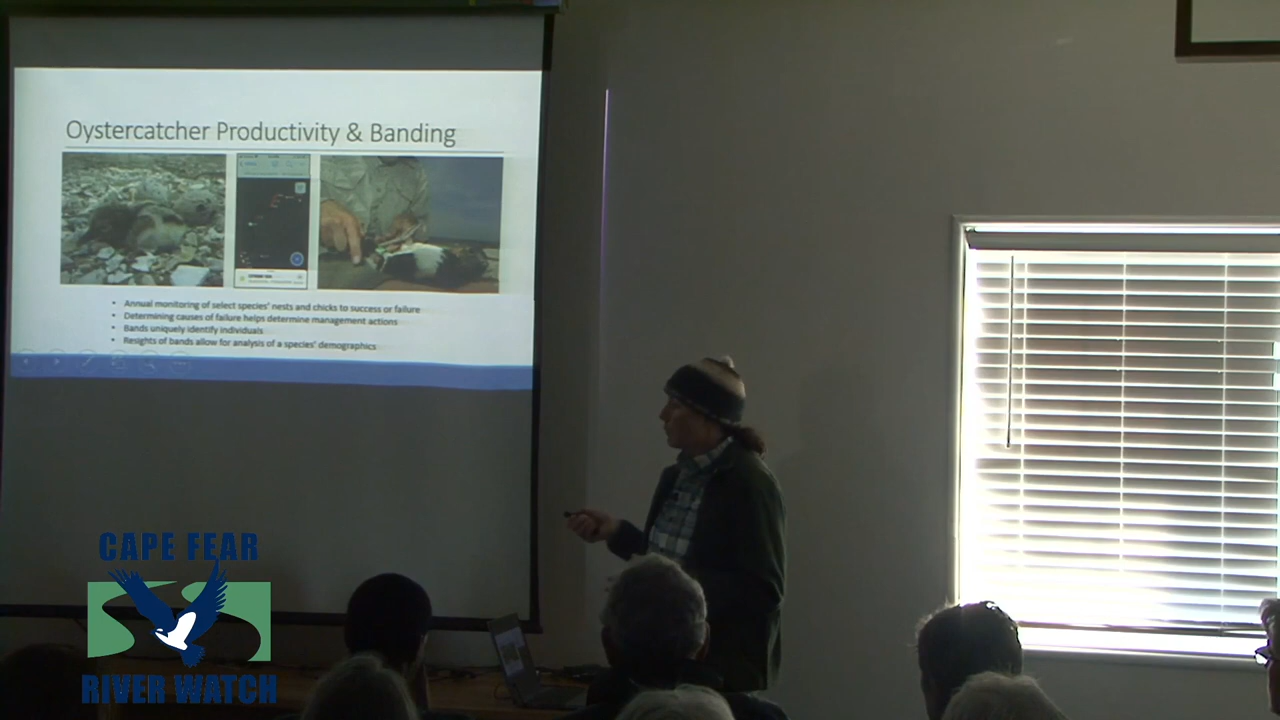 Oystercatcher Productivity & Banding
• Annual monitoring of select species' nests and chicks to success or failure
• Determining causes of failure helps determine management actions
• Bands uniquely identify individuals
• Resights of bands allow for analysis of a species' demographics
CAPE FEAR
RIVER WATCH